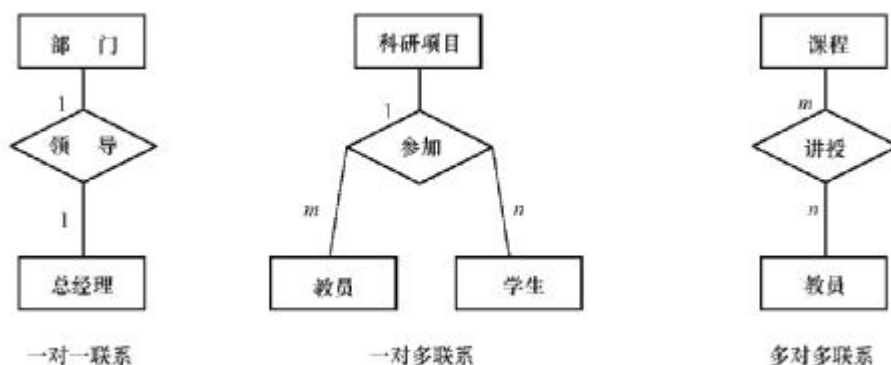 部 门
1
领 导
1
总经理
一对一联系
科研项目
1
参加
m
n
教员
学生
一对多联系
课程
m
讲授
n
教员
多对多联系